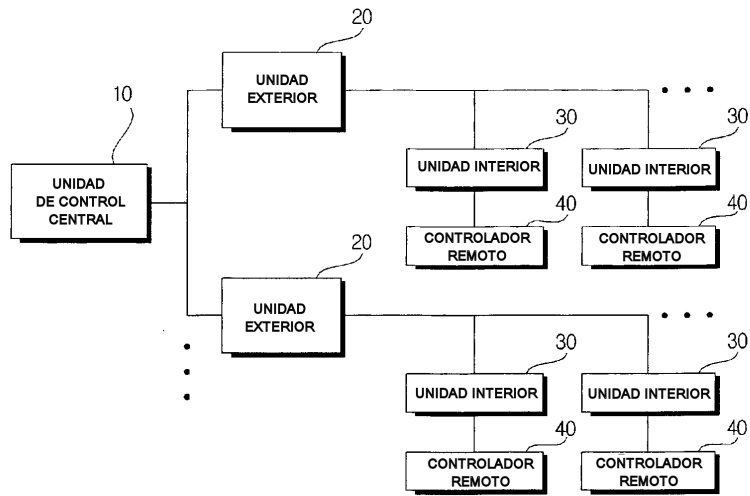 20
UNIDAD
EXTERIOR
10
30
30
UNIDAD
DE CONTROL
CENTRAL
UNIDAD INTERIOR
UNIDAD INTERIOR
40
40
CONTROLADOR
REMOTO
CONTROLADOR
REMOTO
20
UNIDAD
EXTERIOR
30
30
UNIDAD INTERIOR
UNIDAD INTERIOR
40
40
CONTROLADOR
REMOTO
CONTROLADOR
REMOTO